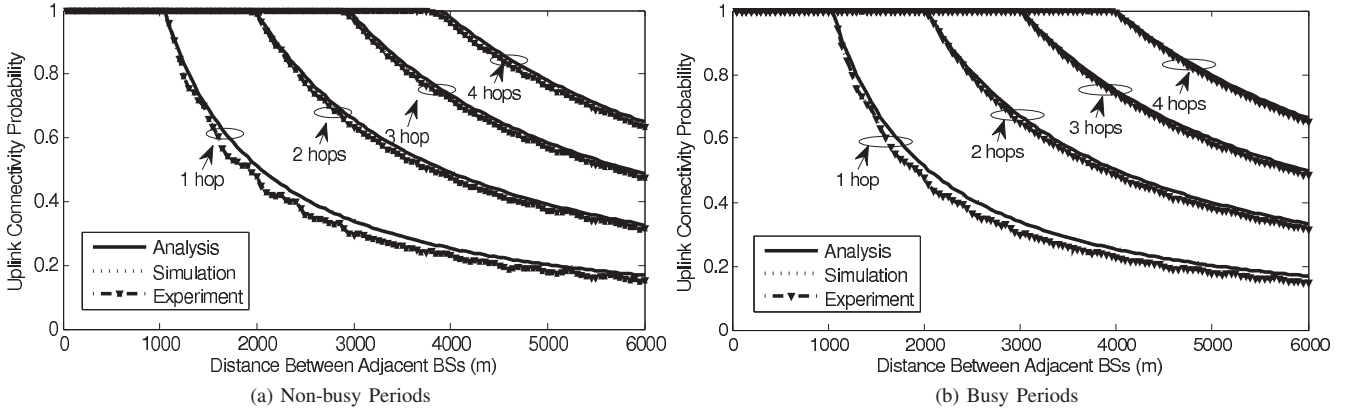 Uplink Connectivity Probability
1
0.8
0.6
0.4
0.2
0
1 hop
2 hops
3 hop
4 hops
Analysis
Simulation
Experiment
0 1000 2000 3000 4000 5000 6000
Distance Between Adjacent BSs (m)
(a) Non-busy Periods
Uplink Connectivity Probability
1
0.8
0.6
0.4
0.2
0
1 hop
2 hops
3 hops
4 hops
Analysis
Simulation
Experiment
0 1000 2000 3000 4000 5000 6000
Distance Between Adjacent BSs (m)
(b) Busy Periods